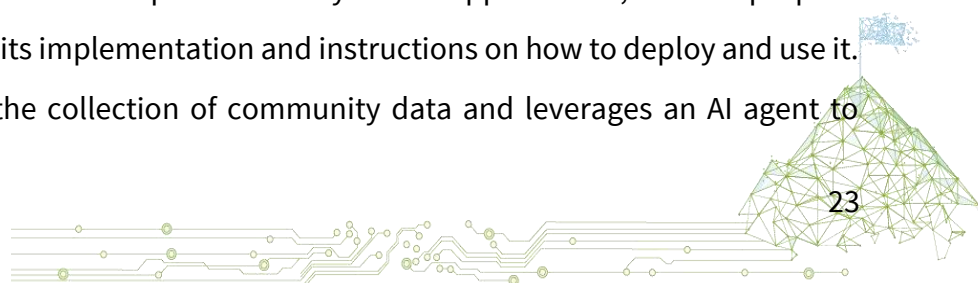 its implementation and instructions on how to deploy and use it.
the collection of community data and leverages an AI agent to
23